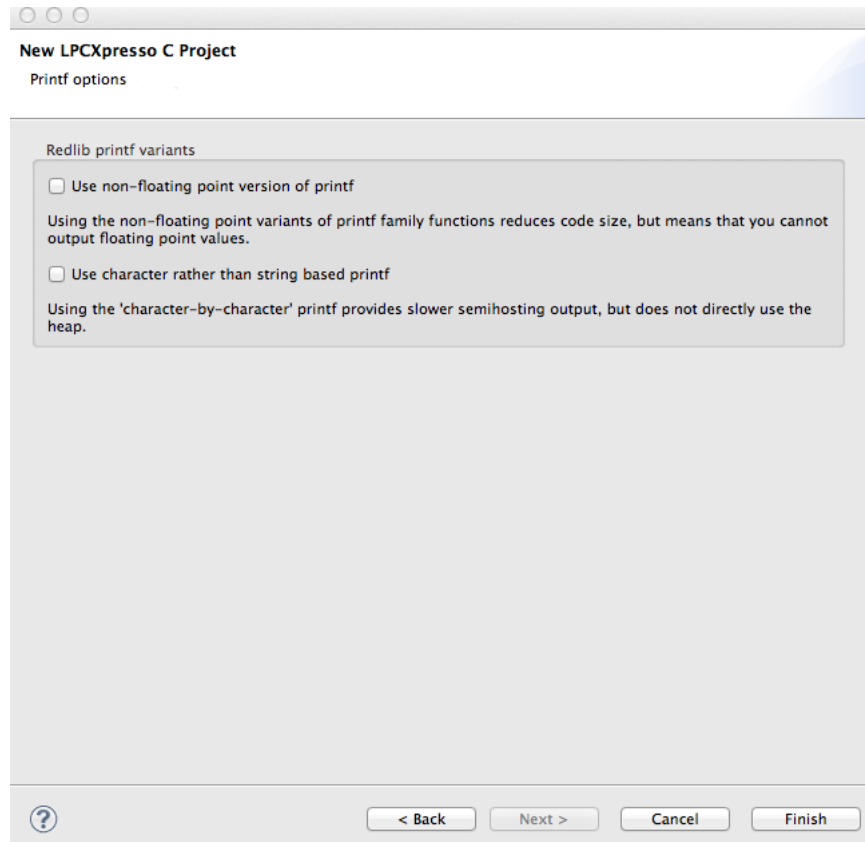 New LPCXpresso C Project
Printf options
Redlib printf variants
Use non-floating point version of printf
Using the non-floating point variants of printf family functions reduces code size, but means that you cannot
output floating point values.
Use character rather than string based printf
Using the 'character-by-character' printf provides slower semihosting output, but does not directly use the
heap.
?
< Back
Next >
Cancel
Finish